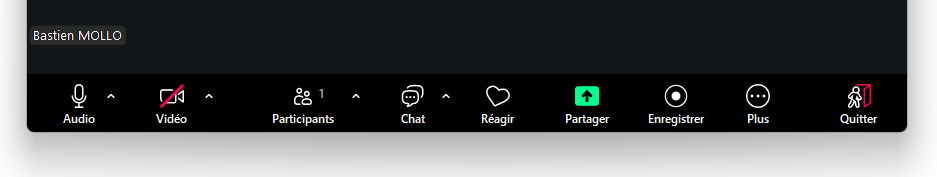 Bastien MOLLO
1
Audio
Vidéo
Participants
Chat
Réagir
Partager
Enregistrer
Plus
Quitter